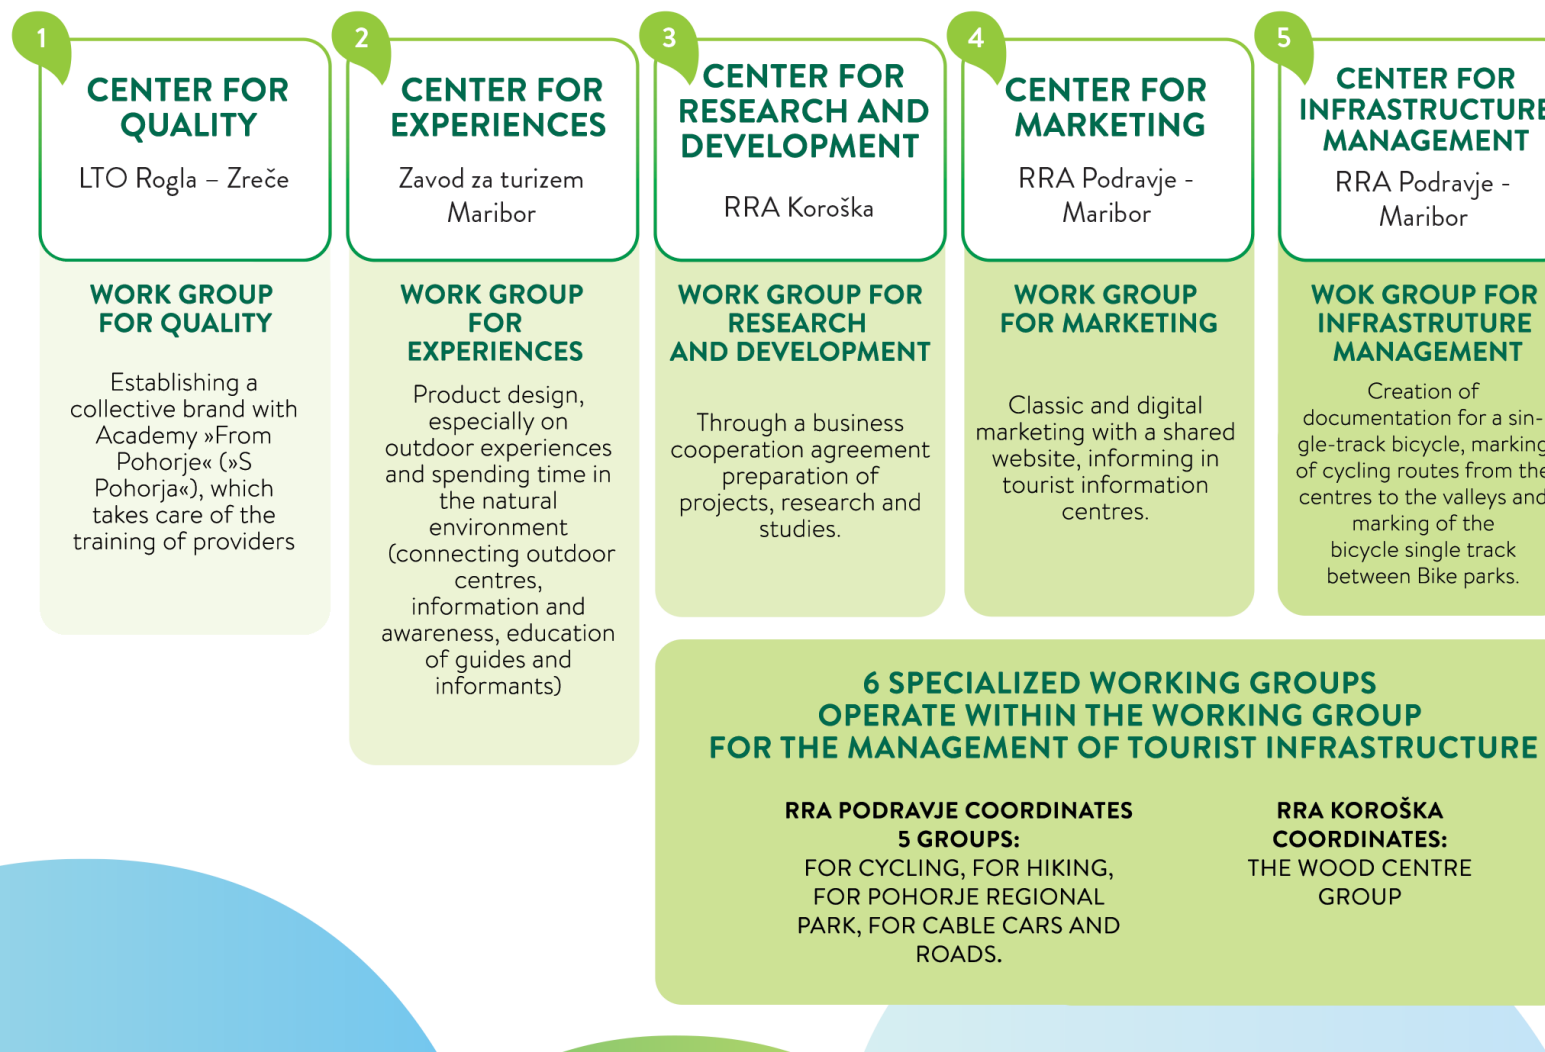 1
CENTER FOR
QUALITY
LTO Rogla – Zreče
WORK GROUP
FOR QUALITY
Establishing a
collective brand with
Academy »From
Pohorje« (»S
Pohorja«), which
takes care of the
training of providers
2
CENTER FOR
EXPERIENCES
Zavod za turizem
Maribor
WORK GROUP
FOR
EXPERIENCES
Product design,
especially on
outdoor experiences
and spending time in
the natural
environment
(connecting outdoor
centres,
information and
awareness, education
of guides and
informants)
3
CENTER FOR
RESEARCH AND
DEVELOPMENT
RRA Koroška
WORK GROUP FOR
RESEARCH
AND DEVELOPMENT
Through a business
cooperation agreement
preparation of
projects, research and
studies.
4
CENTER FOR
MARKETING
RRA Podravje -
Maribor
WORK GROUP
FOR MARKETING
Classic and digital
marketing with a shared
website, informing in
tourist information
centres.
5
CENTER FOR
INFRASTRUCTURE
MANAGEMENT
RRA Podravje -
Maribor
WOK GROUP FOR
INFRASTRUTURE
MANAGEMENT
Creation of
documentation for a sin-
gle-track bicycle, marking
of cycling routes from the
centres to the valleys and
marking of the
bicycle single track
between Bike parks.
6 SPECIALIZED WORKING GROUPS
OPERATE WITHIN THE WORKING GROUP
FOR THE MANAGEMENT OF TOURIST INFRASTRUCTURE
RRA PODRAVJE COORDINATES
5 GROUPS:
FOR CYCLING, FOR HIKING,
FOR POHORJE REGIONAL
PARK, FOR CABLE CARS AND
ROADS.
RRA KOROŠKA
COORDINATES:
THE WOOD CENTRE
GROUP